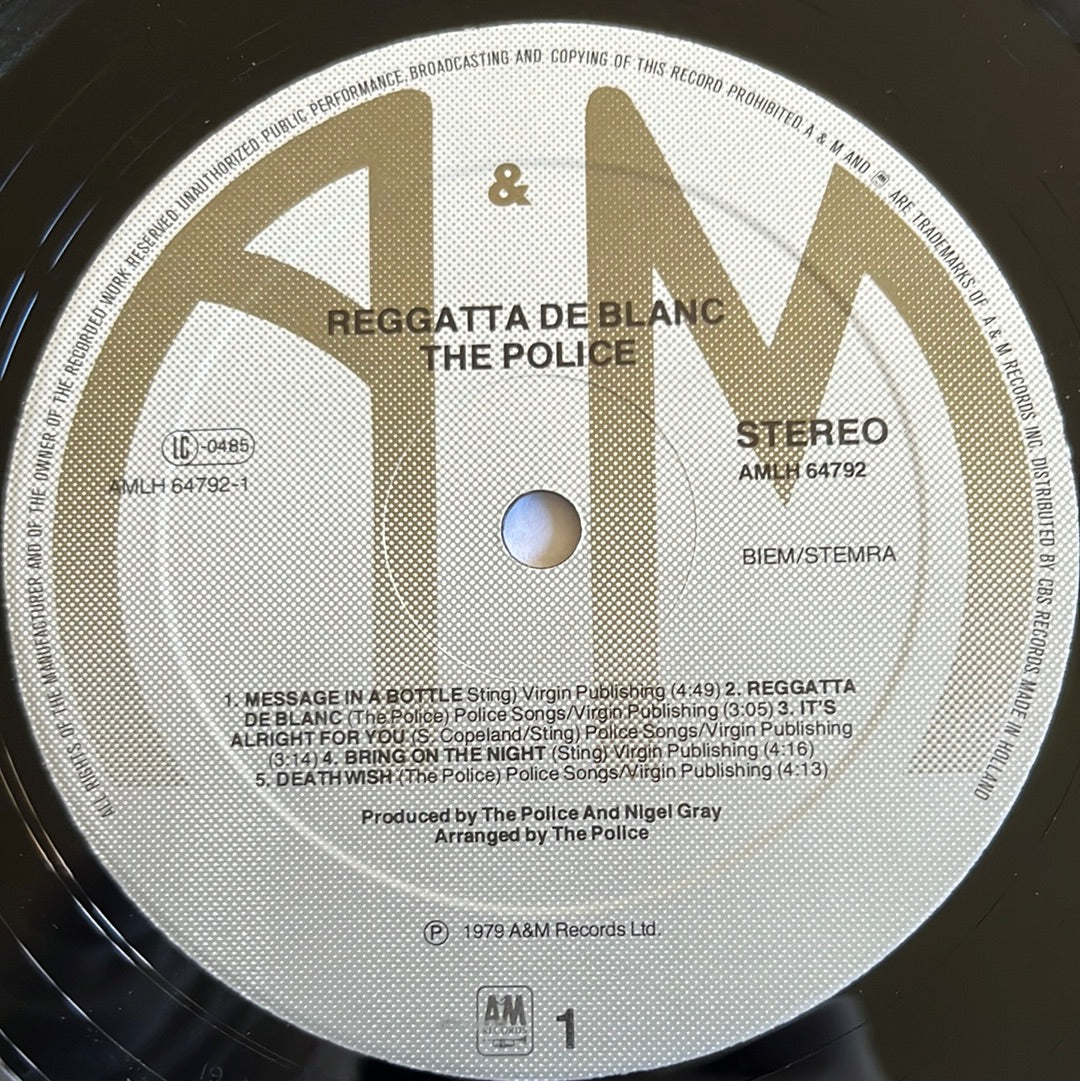 ALL RIGHTS OF THE MANUFACTURER AND OF THE OWNER OF THE RECORDED WORK RESERVED UNAUTHORIZED PUBLIC PERFORMANCE, BROADCASTING AND COPYING OF THIS RECORD PROHIBITED A & M AND AM ARE TRADEMARKS OF A & M RECORDS INC. DISTRIBUTED BY CBS RECORDS MADE IN HOLLAND
A & M
REGGATTA DE BLANC
THE POLICE
LC-0485
AMLH 64792-1
STEREO
AMLH 64792
BIEM/STEMRA
1. MESSAGE IN A BOTTLE Sting) Virgin Publishing (4:49) 2. REGGATTA
DE BLANC (The Police) Police Songs/Virgin Publishing (3:05) 3. IT'S
ALRIGHT FOR YOU (S. Copeland/Sting) Police Songs/Virgin Publishing
(3:14) 4. BRING ON THE NIGHT (Sting) Virgin Publishing (4:16)
5. DEATH WISH (The Police) Police Songs/Virgin Publishing (4:13)
Produced by The Police And Nigel Gray
Arranged by The Police
℗ 1979 A&M Records Ltd.
A&M
RECORDS
1